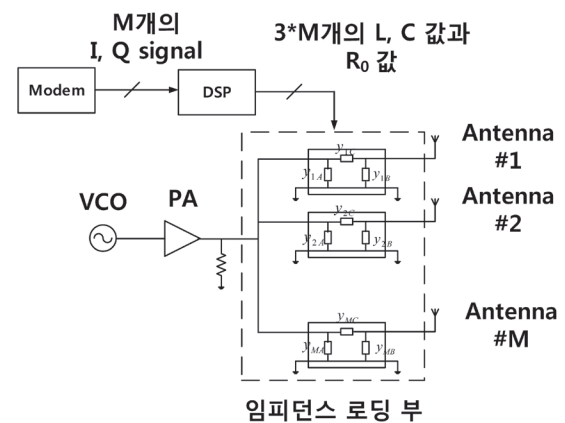 M개의
I, Q signal
3*M개의 L, C 값과
R₀ 값
Modem
DSP
Antenna
#1
y1C
y1A
y1B
VCO
PA
Antenna
#2
y2C
y2A
y2B
Antenna
#M
yMC
yMA
yMB
임피던스 로딩 부